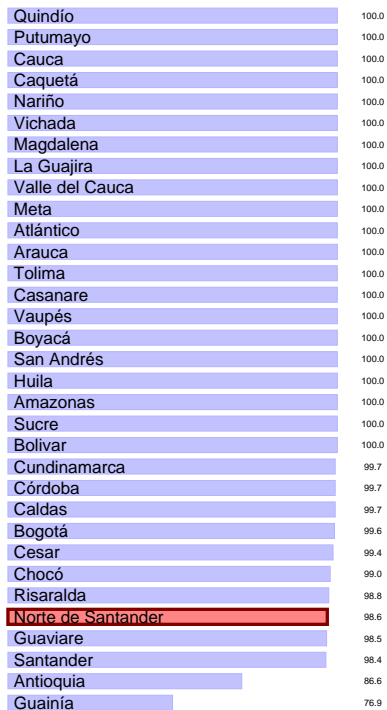 Quindío 100.0
Putumayo 100.0
Cauca 100.0
Caquetá 100.0
Nariño 100.0
Vichada 100.0
Magdalena 100.0
La Guajira 100.0
Valle del Cauca 100.0
Meta 100.0
Atlántico 100.0
Arauca 100.0
Tolima 100.0
Casanare 100.0
Vaupés 100.0
Boyacá 100.0
San Andrés 100.0
Huila 100.0
Amazonas 100.0
Sucre 100.0
Bolivar 100.0
Cundinamarca 99.7
Córdoba 99.7
Caldas 99.7
Bogotá 99.6
Cesar 99.4
Chocó 99.0
Risaralda 98.8
Norte de Santander 98.6
Guaviare 98.5
Santander 98.4
Antioquia 86.6
Guainía 76.9